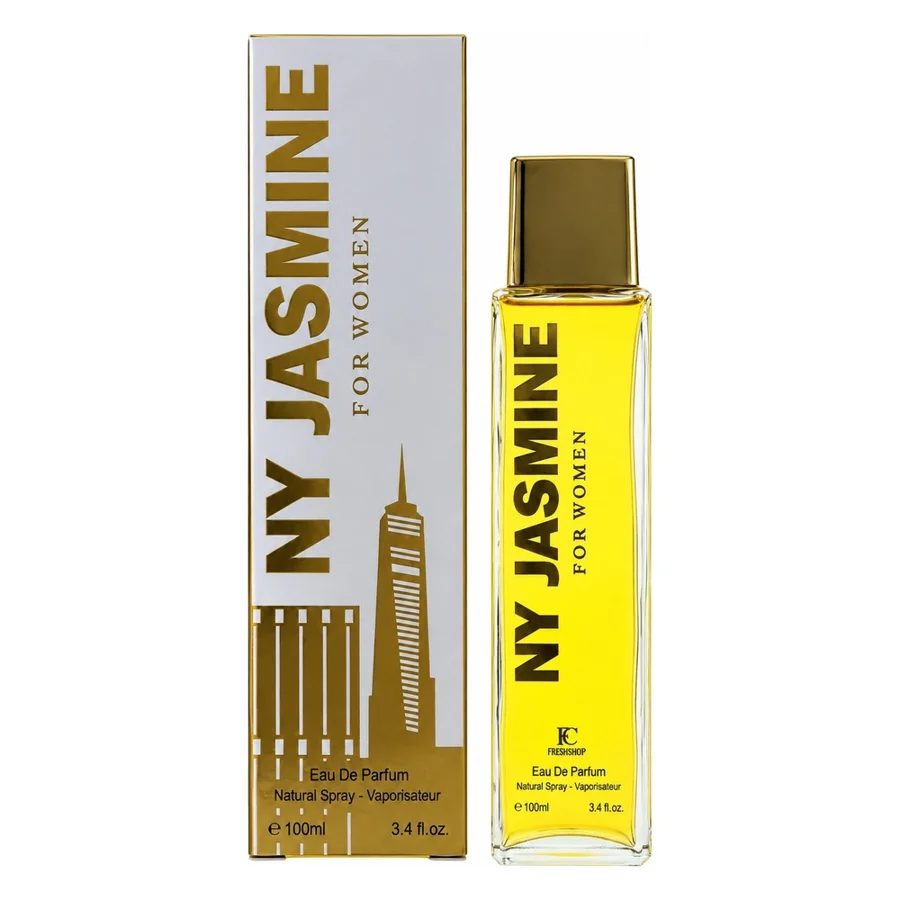 NY JASMINE
FOR WOMEN
Eau De Parfum
Natural Spray - Vaporisateur
℮ 100ml 3.4 fl.oz.
NY JASMINE
FOR WOMEN
FC
FRESHSHOP
Eau De Parfum
Natural Spray - Vaporisateur
℮ 100ml 3.4 fl.oz.